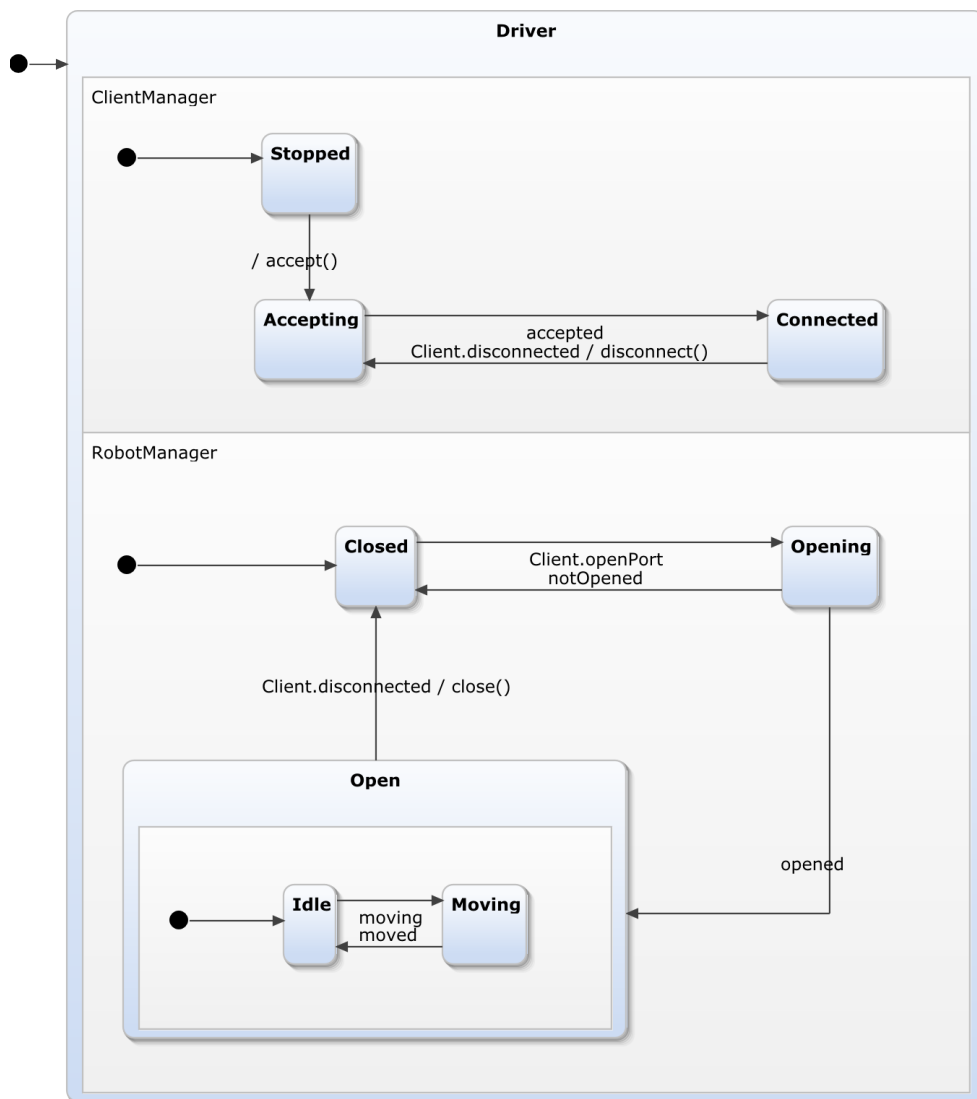 Driver
ClientManager
Stopped
/ accept()
Accepting
Connected
accepted
Client.disconnected / disconnect()
RobotManager
Closed
Opening
Client.openPort
notOpened
Client.disconnected / close()
Open
opened
Idle
Moving
moving
moved